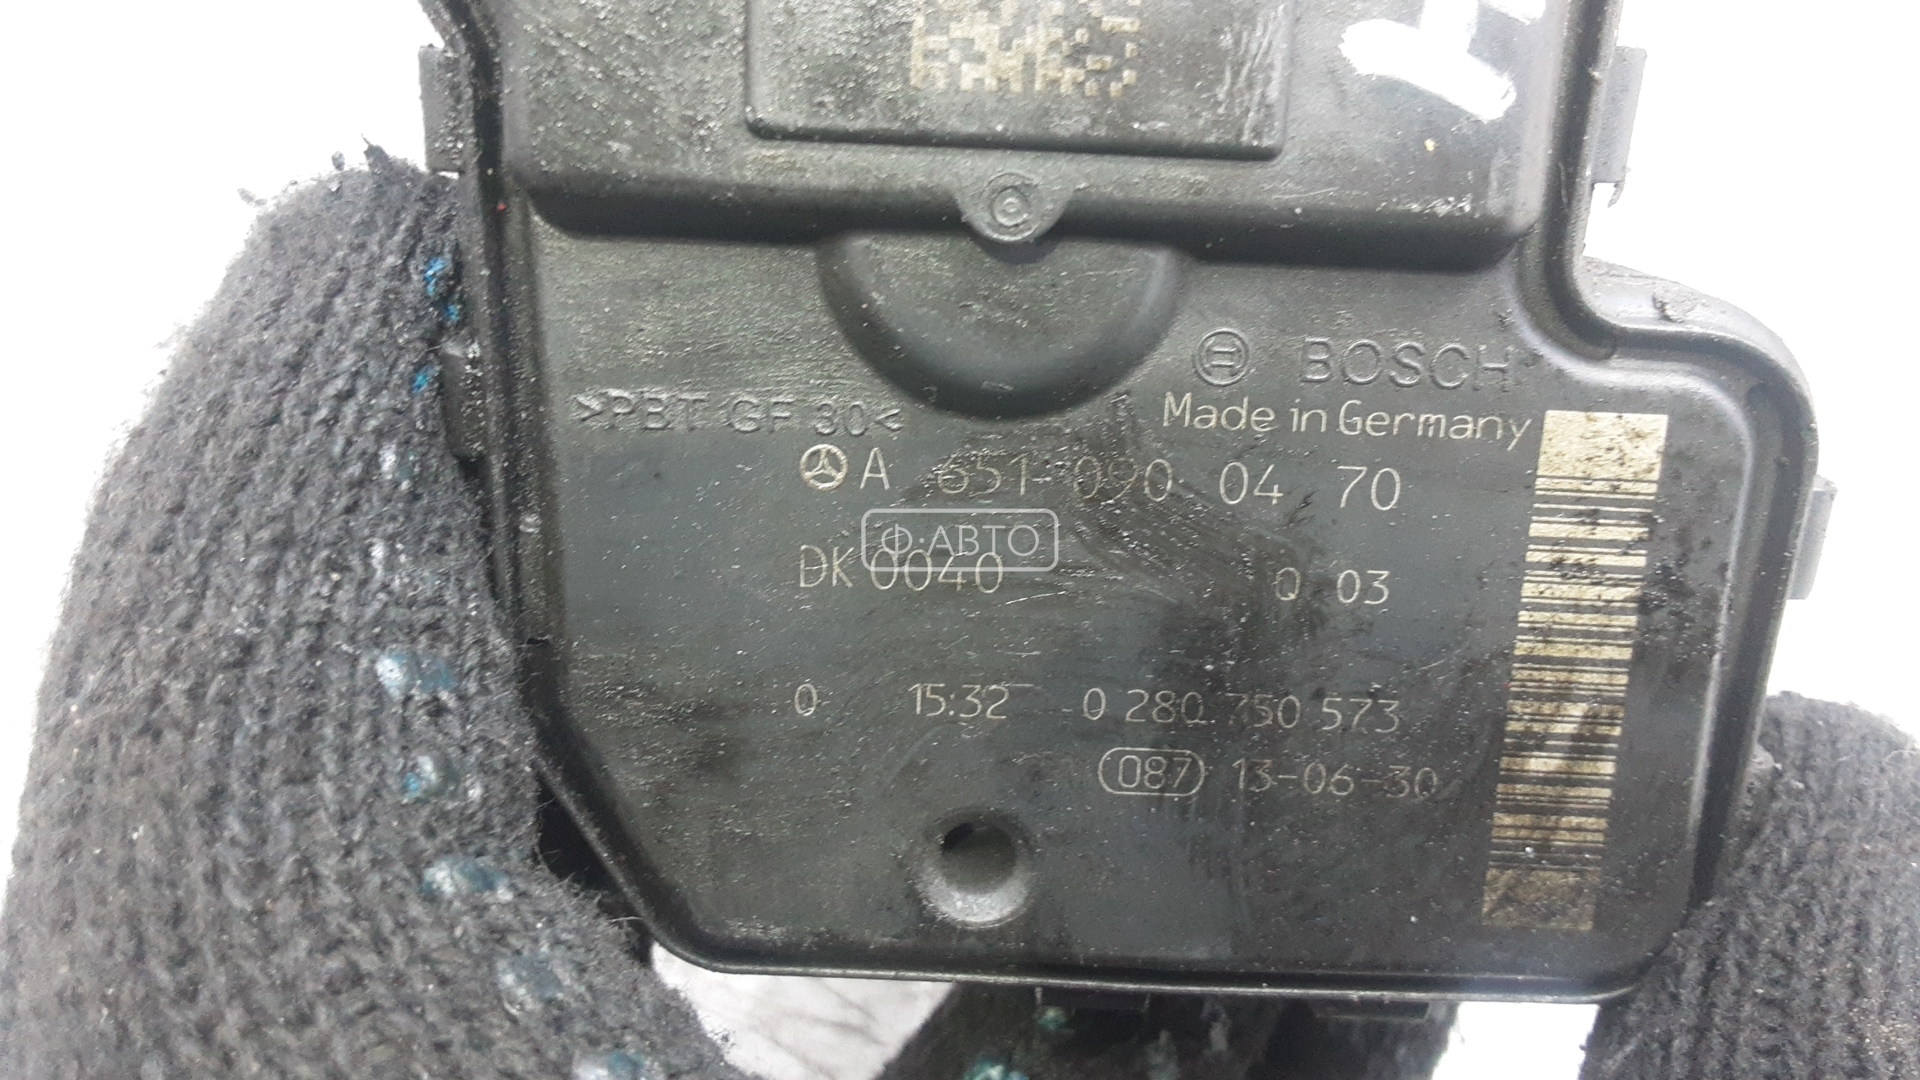 BOSCH
Made in Germany
>PBT GF 30<
A 651 090 04 70
Ф·АВТО
DK 0040 Q 03
0 15:32 0 280 750 573
087 13-06-30